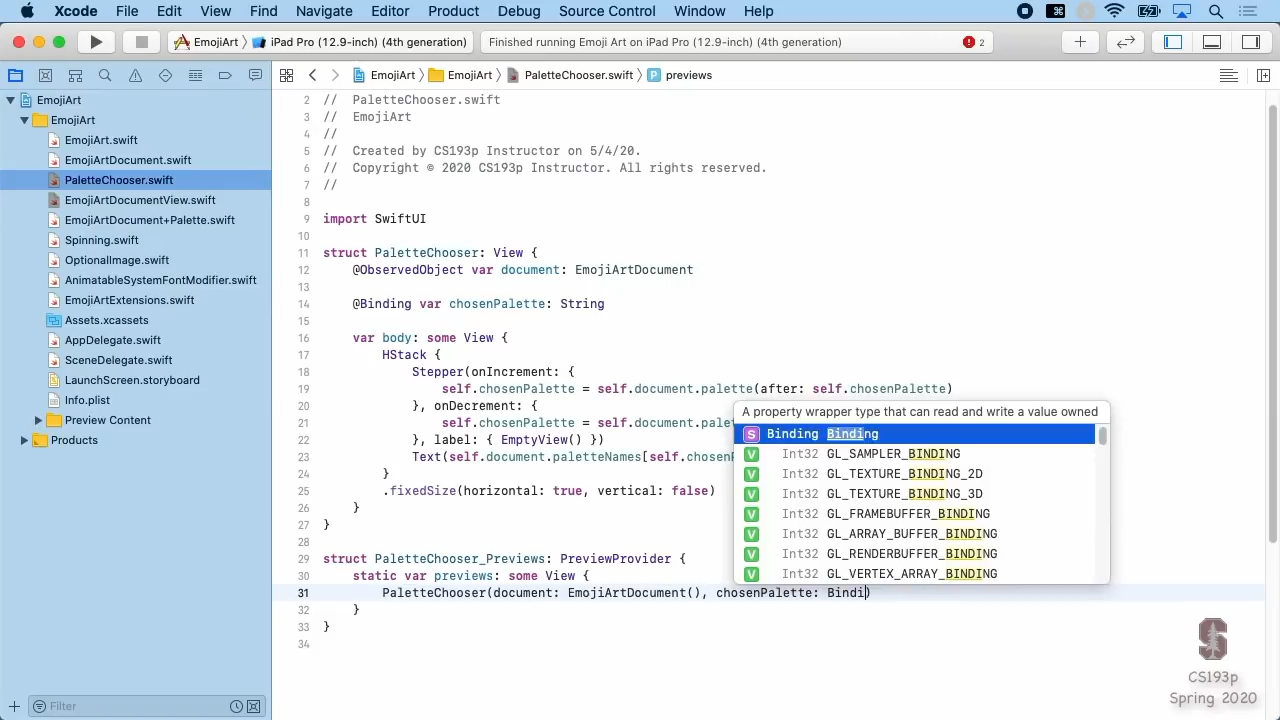 Xcode File Edit View Find Navigate Editor Product Debug Source Control Window Help
EmojiArt 〉 iPad Pro (12.9-inch) (4th generation) Finished running Emoji Art on iPad Pro (12.9-inch) (4th generation) 2
EmojiArt 〉 EmojiArt 〉 PaletteChooser.swift 〉 P previews
EmojiArt
EmojiArt
EmojiArt.swift
EmojiArtDocument.swift
PaletteChooser.swift
EmojiArtDocumentView.swift
EmojiArtDocument+Palette.swift
Spinning.swift
OptionalImage.swift
AnimatableSystemFontModifier.swift
EmojiArtExtensions.swift
Assets.xcassets
AppDelegate.swift
SceneDelegate.swift
LaunchScreen.storyboard
Info.plist
Preview Content
Products
Filter
2 // PaletteChooser.swift
3 // EmojiArt
4 //
5 // Created by CS193p Instructor on 5/4/20.
6 // Copyright © 2020 CS193p Instructor. All rights reserved.
7 //
8
9 import SwiftUI
10
11 struct PaletteChooser: View {
12 @ObservedObject var document: EmojiArtDocument
13
14 @Binding var chosenPalette: String
15
16 var body: some View {
17 HStack {
18 Stepper(onIncrement: {
19 self.chosenPalette = self.document.palette(after: self.chosenPalette)
20 }, onDecrement: {
21 self.chosenPalette = self.document.palet
22 }, label: { EmptyView() })
23 Text(self.document.paletteNames[self.chosenP
24 }
25 .fixedSize(horizontal: true, vertical: false)
26 }
27 }
28
29 struct PaletteChooser_Previews: PreviewProvider {
30 static var previews: some View {
31 PaletteChooser(document: EmojiArtDocument(), chosenPalette: Bindi)
32 }
33 }
34
A property wrapper type that can read and write a value owned
S Binding Binding
V Int32 GL_SAMPLER_BINDING
V Int32 GL_TEXTURE_BINDING_2D
V Int32 GL_TEXTURE_BINDING_3D
V Int32 GL_FRAMEBUFFER_BINDING
V Int32 GL_ARRAY_BUFFER_BINDING
V Int32 GL_RENDERBUFFER_BINDING
V Int32 GL_VERTEX_ARRAY_BINDING
S
CS193p
Spring 2020